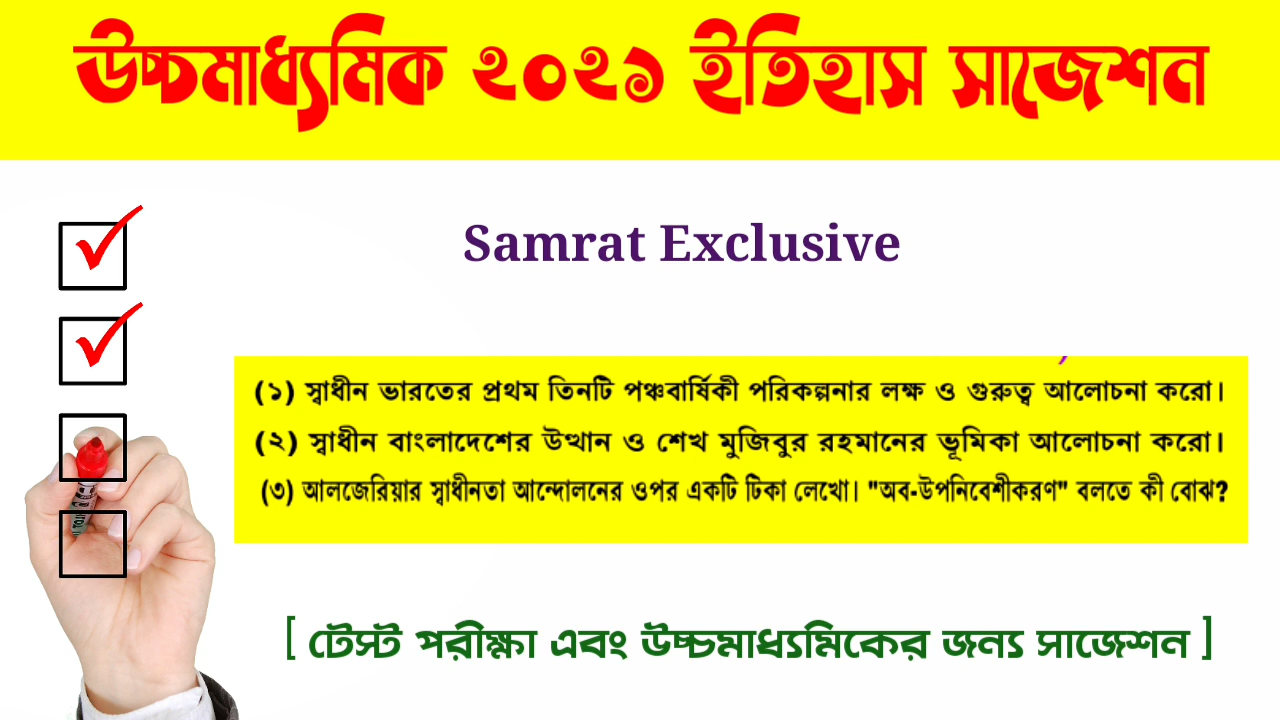 উচ্চমাধ্যমিক ২০২১ ইতিহাস সাজেশন
Samrat Exclusive
(১) স্বাধীন ভারতের প্রথম তিনটি পঞ্চবার্ষিকী পরিকল্পনার লক্ষ ও গুরুত্ব আলোচনা করো।
(২) স্বাধীন বাংলাদেশের উত্থান ও শেখ মুজিবুর রহমানের ভূমিকা আলোচনা করো।
(৩) আলজেরিয়ার স্বাধীনতা আন্দোলনের ওপর একটি টিকা লেখো। "অব-উপনিবেশীকরণ" বলতে কী বোঝ?
[ টেস্ট পরীক্ষা এবং উচ্চমাধ্যমিকের জন্য সাজেশন ]